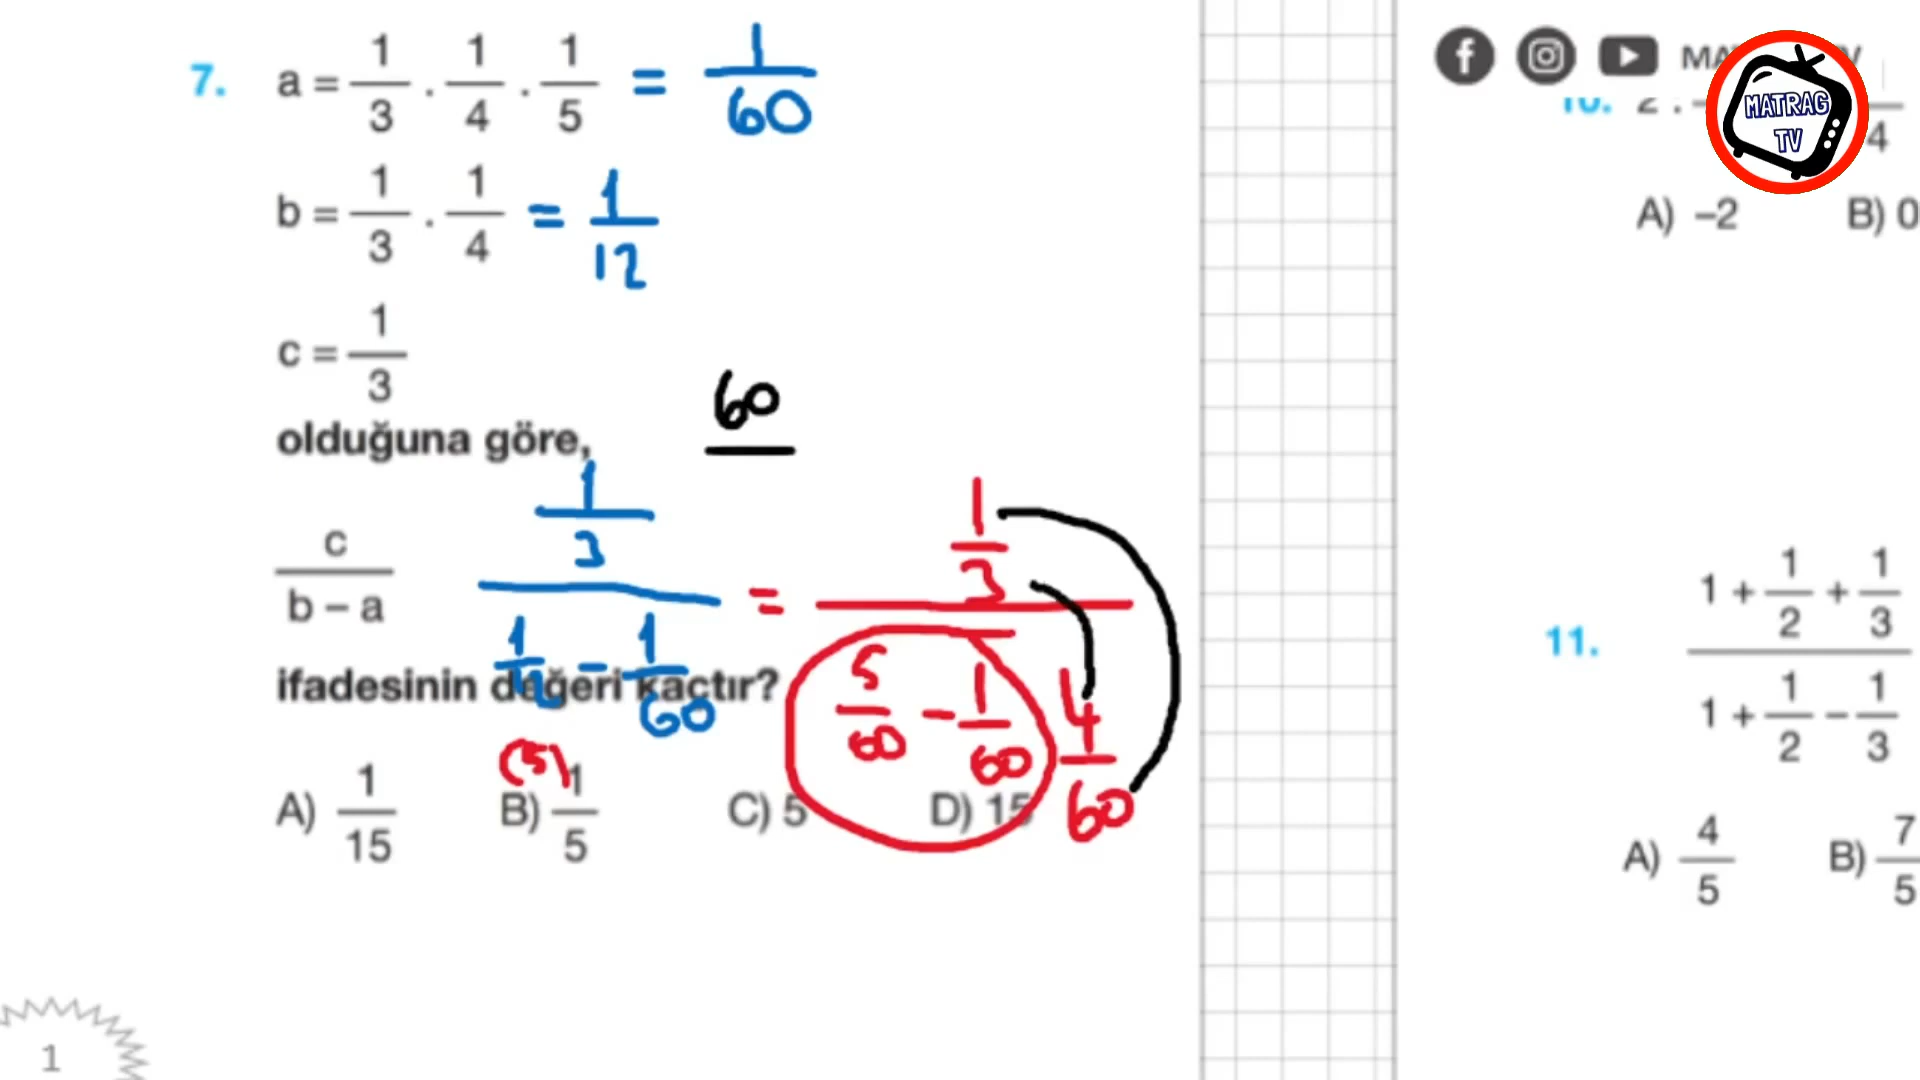 7. a = 1/3 . 1/4 . 1/5 = 1/60
b = 1/3 . 1/4 = 1/12
c = 1/3
olduğuna göre,
60
c/(b – a)
(1/3)/(1/12 – 1/60) = (1/3)/(5/60 – 1/60)
4/60
ifadesinin değeri kaçtır?
(5)
A) 1/15 B) 1/5 C) 5 D) 15
1
MATRAG
TV
10. 2 .
4
A) –2 B) 0
11. (1 + 1/2 + 1/3)/(1 + 1/2 – 1/3)
A) 4/5 B) 7/5